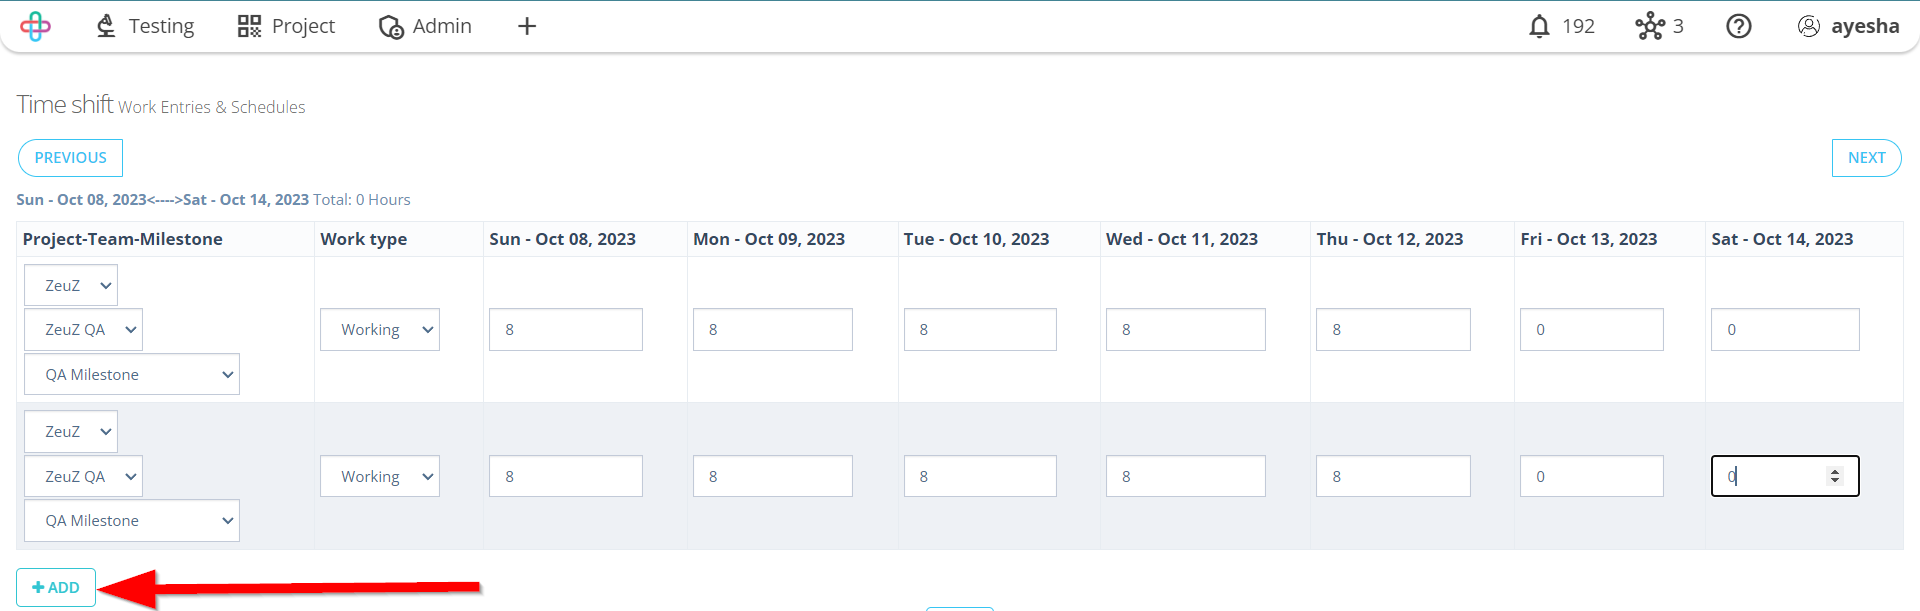 Testing Project Admin + 192 3 ayesha
Time shift Work Entries & Schedules
PREVIOUS NEXT
Sun - Oct 08, 2023<---->Sat - Oct 14, 2023 Total: 0 Hours
Project-Team-Milestone Work type Sun - Oct 08, 2023 Mon - Oct 09, 2023 Tue - Oct 10, 2023 Wed - Oct 11, 2023 Thu - Oct 12, 2023 Fri - Oct 13, 2023 Sat - Oct 14, 2023
ZeuZ
ZeuZ QA Working 8 8 8 8 8 0 0
QA Milestone
ZeuZ
ZeuZ QA Working 8 8 8 8 8 0 0
QA Milestone
+ ADD